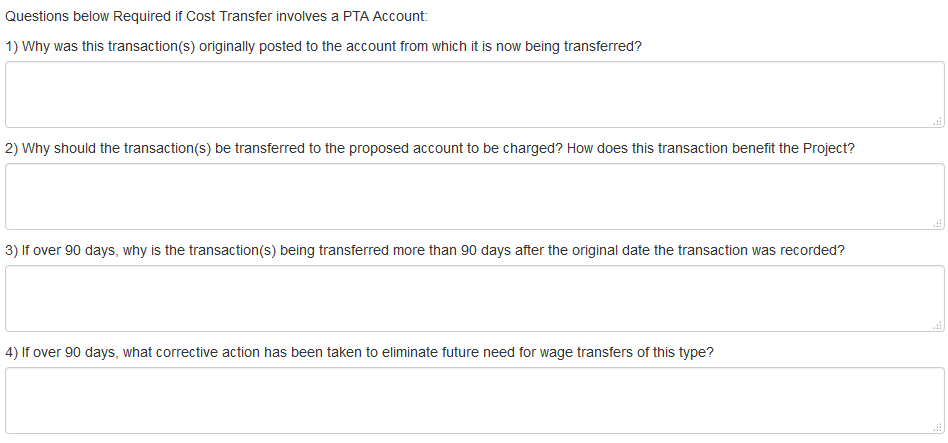 Questions below Required if Cost Transfer involves a PTA Account:
1) Why was this transaction(s) originally posted to the account from which it is now being transferred?
2) Why should the transaction(s) be transferred to the proposed account to be charged? How does this transaction benefit the Project?
3) If over 90 days, why is the transaction(s) being transferred more than 90 days after the original date the transaction was recorded?
4) If over 90 days, what corrective action has been taken to eliminate future need for wage transfers of this type?